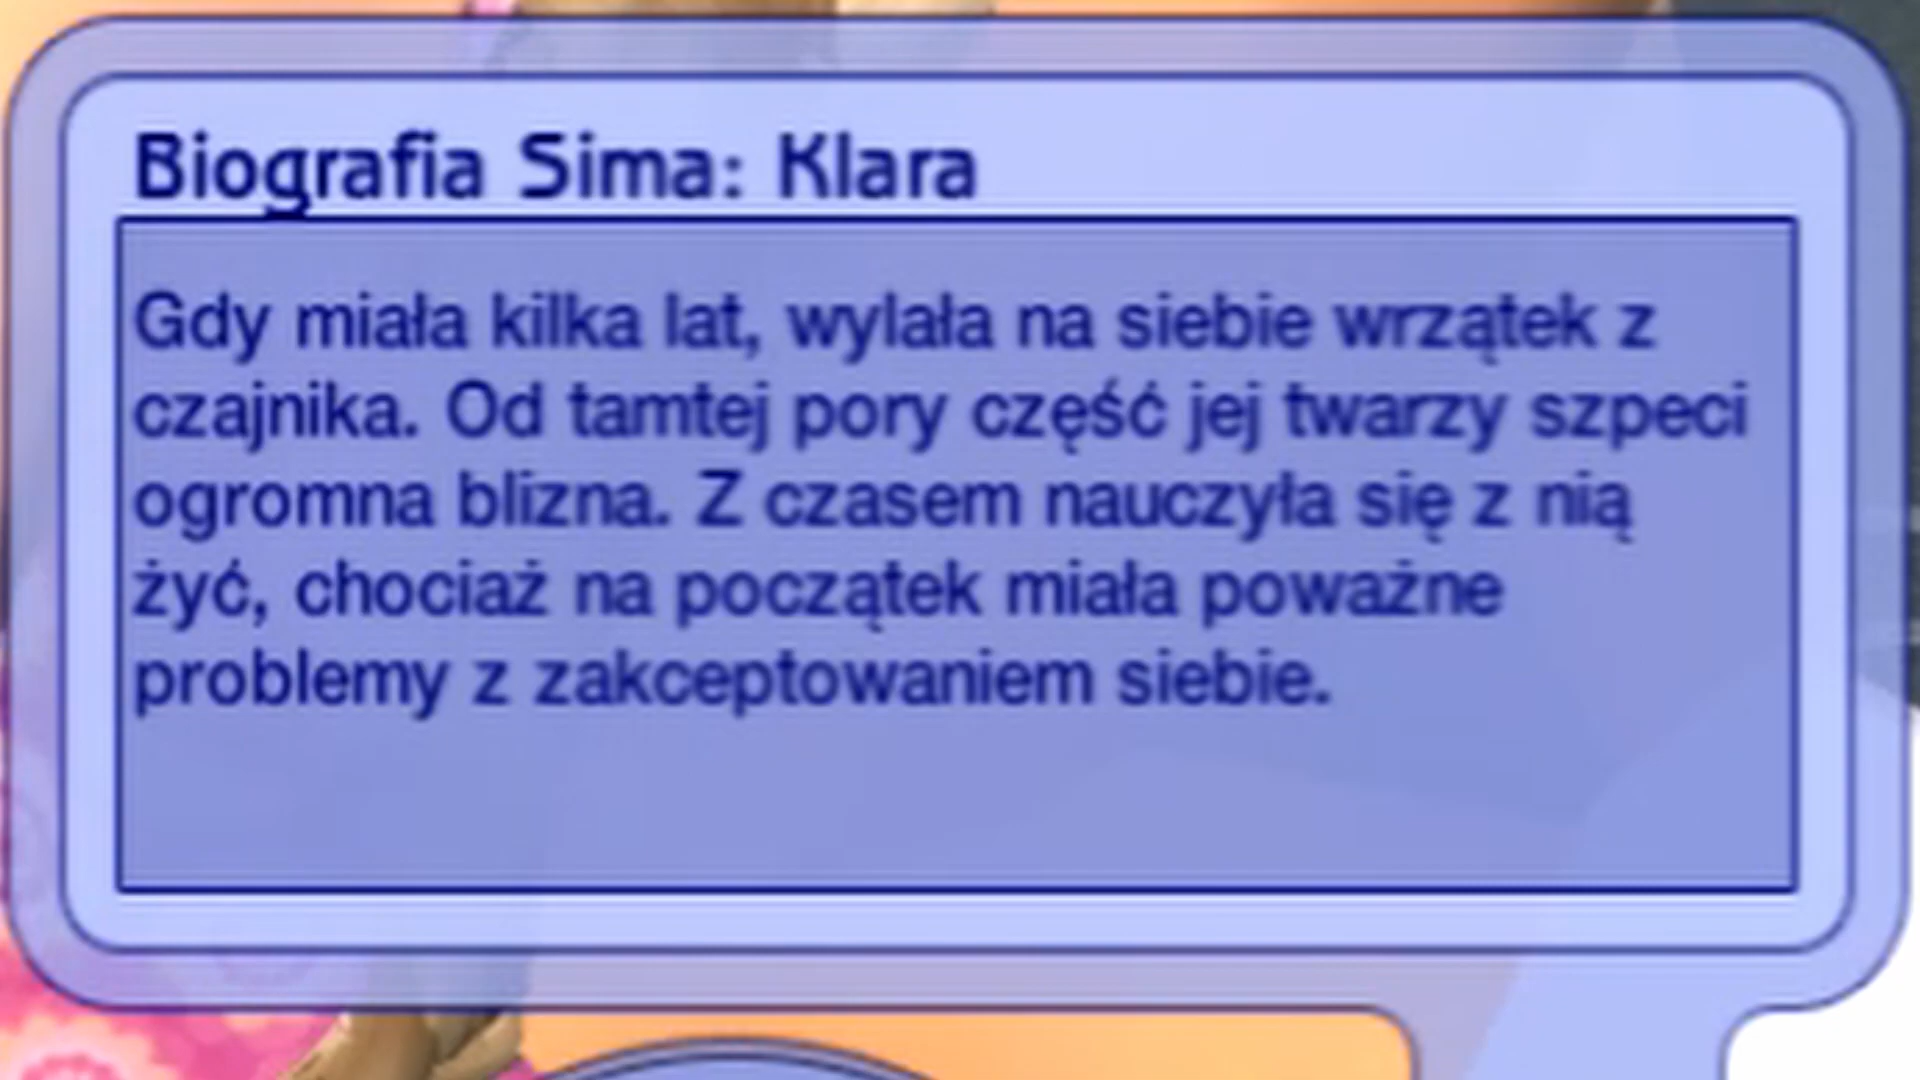 Biografia Sima: Klara
Gdy miała kilka lat, wylała na siebie wrzątek z
czajnika. Od tamtej pory część jej twarzy szpeci
ogromna blizna. Z czasem nauczyła się z nią
żyć, chociaż na początek miała poważne
problemy z zakceptowaniem siebie.